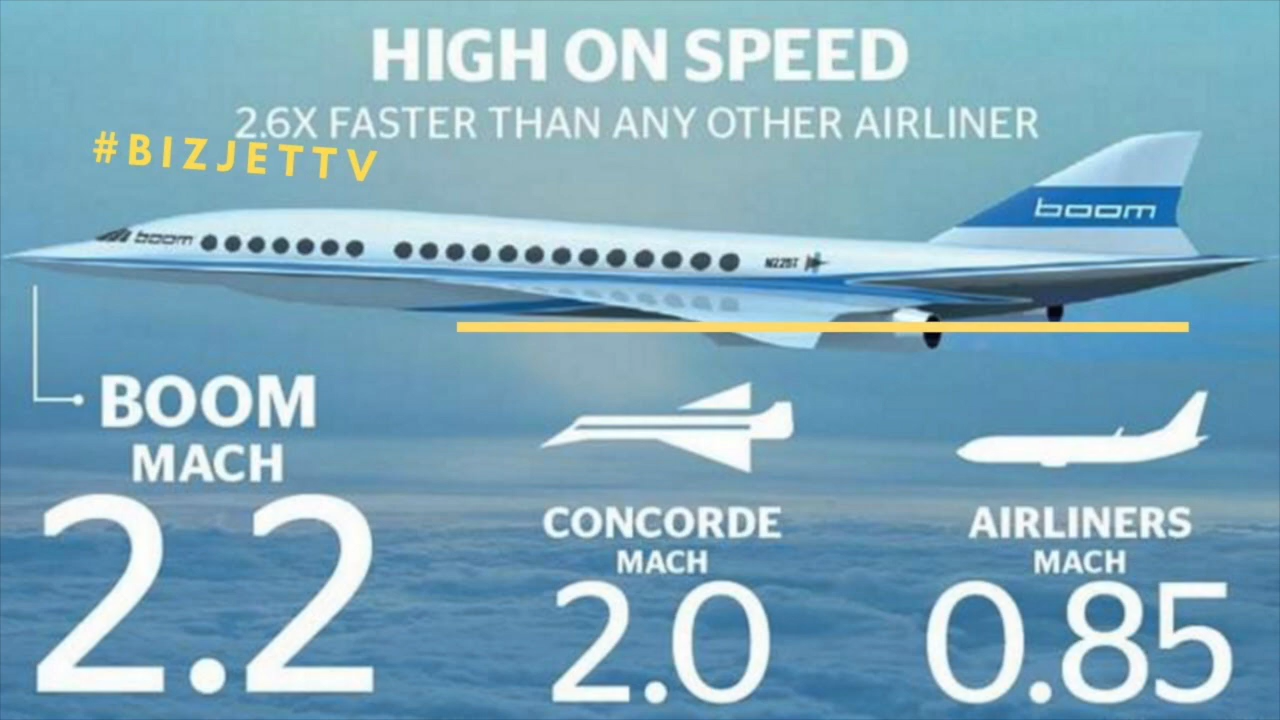 HIGH ON SPEED
2.6X FASTER THAN ANY OTHER AIRLINER
#BIZJETTV
boom
boom
N225T
BOOM
MACH
2.2
CONCORDE
MACH
2.0
AIRLINERS
MACH
0.85